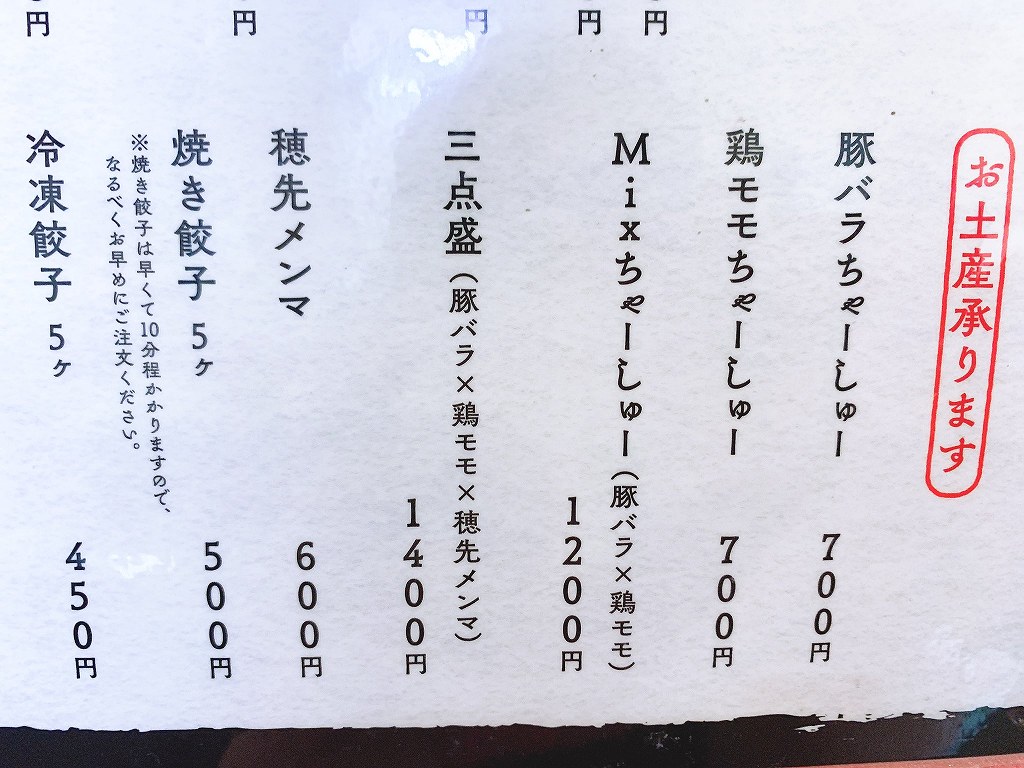 円
円
円
円
円
お土産承ります
豚バラちゃーしゅー 700円
鶏モモちゃーしゅー 700円
Mixちゃーしゅー(豚バラ×鶏モモ)
1200円
三点盛(豚バラ×鶏モモ×穂先メンマ)
1400円
穂先メンマ 600円
焼き餃子 5ヶ 500円
※焼き餃子は早くて10分程かかりますので、
なるべくお早めにご注文ください。
冷凍餃子 5ヶ 450円